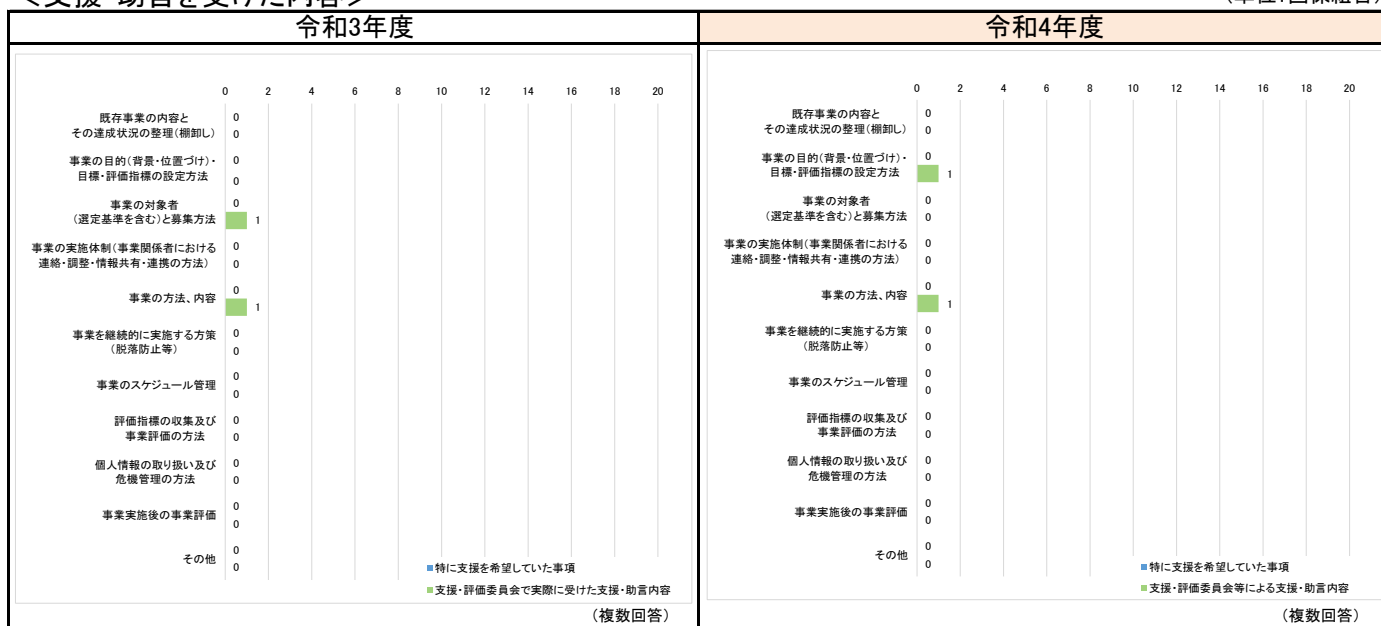 令和3年度
0 2 4 6 8 10 12 14 16 18 20
既存事業の内容と
その達成状況の整理(棚卸し)
0
0
事業の目的(背景・位置づけ)・
目標・評価指標の設定方法
0
0
事業の対象者
(選定基準を含む)と募集方法
0
1
事業の実施体制(事業関係者における
連絡・調整・情報共有・連携の方法)
0
0
事業の方法、内容
0
1
事業を継続的に実施する方策
(脱落防止等)
0
0
事業のスケジュール管理
0
0
評価指標の収集及び
事業評価の方法
0
0
個人情報の取り扱い及び
危機管理の方法
0
0
事業実施後の事業評価
0
0
その他
0
0
特に支援を希望していた事項
支援・評価委員会で実際に受けた支援・助言内容
(複数回答)
令和4年度
0 2 4 6 8 10 12 14 16 18 20
既存事業の内容と
その達成状況の整理(棚卸し)
0
0
事業の目的(背景・位置づけ)・
目標・評価指標の設定方法
0
1
事業の対象者
(選定基準を含む)と募集方法
0
0
事業の実施体制(事業関係者における
連絡・調整・情報共有・連携の方法)
0
0
事業の方法、内容
0
1
事業を継続的に実施する方策
(脱落防止等)
0
0
事業のスケジュール管理
0
0
評価指標の収集及び
事業評価の方法
0
0
個人情報の取り扱い及び
危機管理の方法
0
0
事業実施後の事業評価
0
0
その他
0
0
特に支援を希望していた事項
支援・評価委員会等による支援・助言内容
(複数回答)